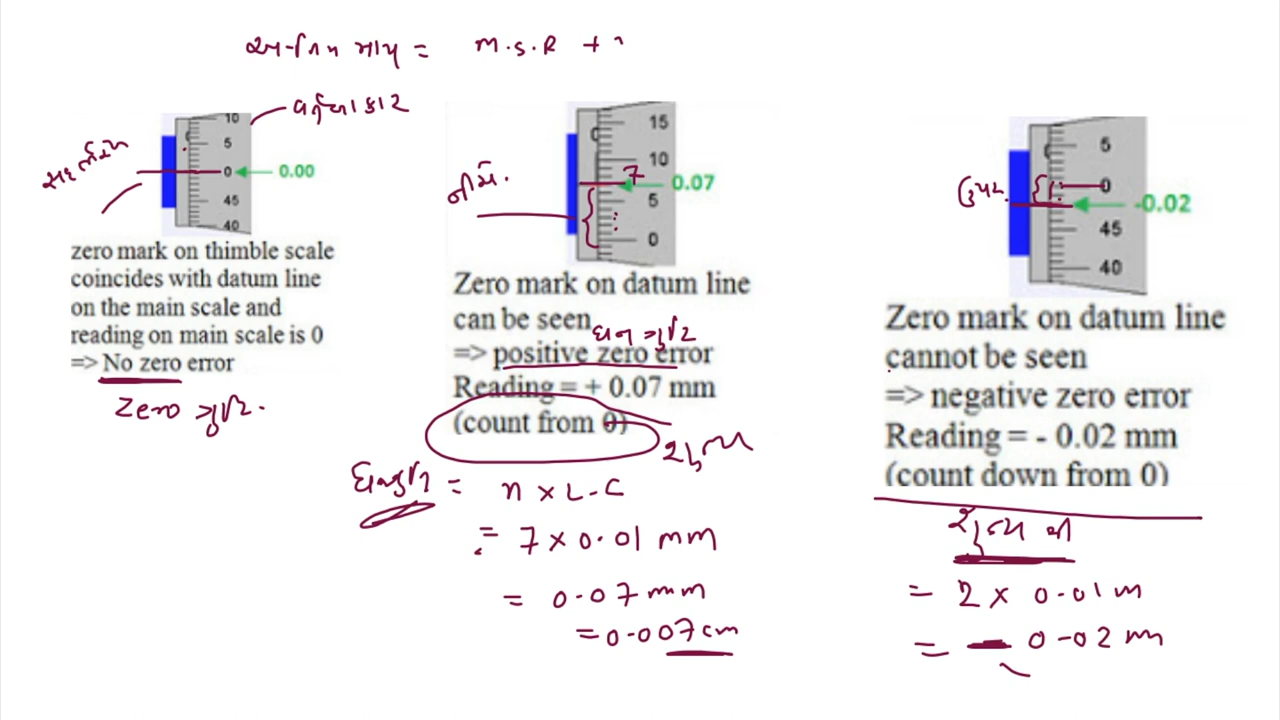 = M.S.R +
10
5
0 0.00
45
40
zero mark on thimble scale
coincides with datum line
on the main scale and
reading on main scale is 0
=> No zero error
Zero
15
10
7 0.07
5
0
Zero mark on datum line
can be seen
=> positive zero error
Reading = + 0.07 mm
(count from 0)
= n × L.C
= 7 × 0.01 mm
= 0.07 mm
= 0.007 cm
5
0
-0.02
45
40
Zero mark on datum line
cannot be seen
=> negative zero error
Reading = - 0.02 mm
(count down from 0)
= 2 × 0.01 m
= - 0.02 m